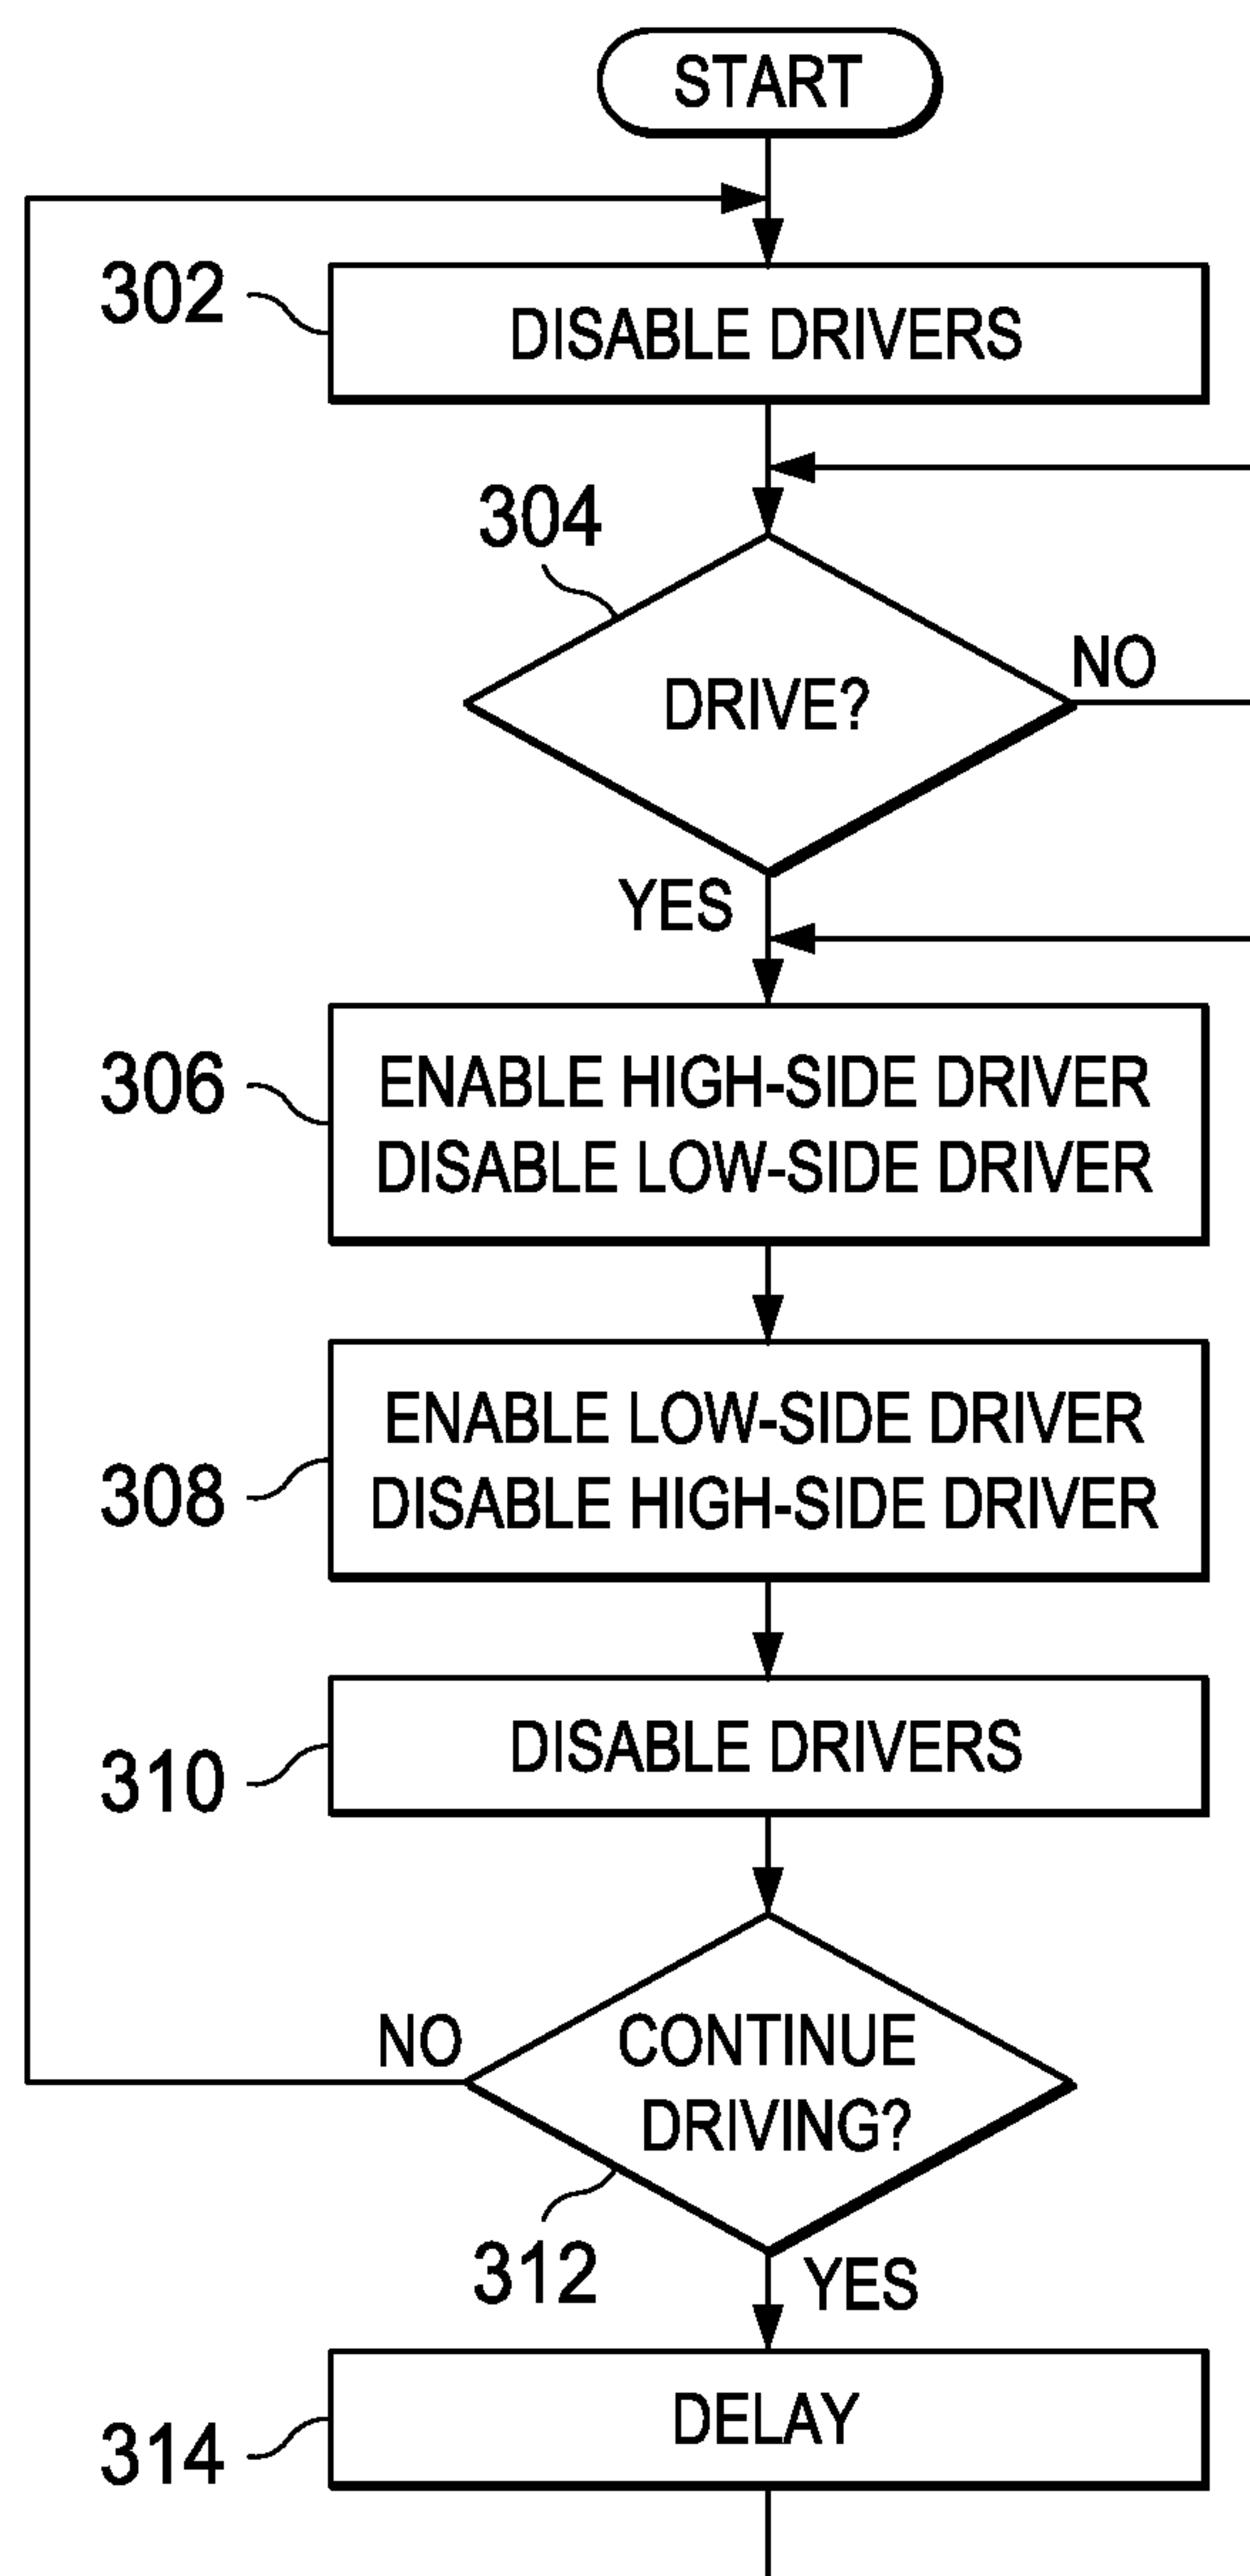 START
302
DISABLE DRIVERS
304
DRIVE?
NO
YES
306
ENABLE HIGH-SIDE DRIVER
DISABLE LOW-SIDE DRIVER
308
ENABLE LOW-SIDE DRIVER
DISABLE HIGH-SIDE DRIVER
310
DISABLE DRIVERS
NO
CONTINUE
DRIVING?
312
YES
314
DELAY